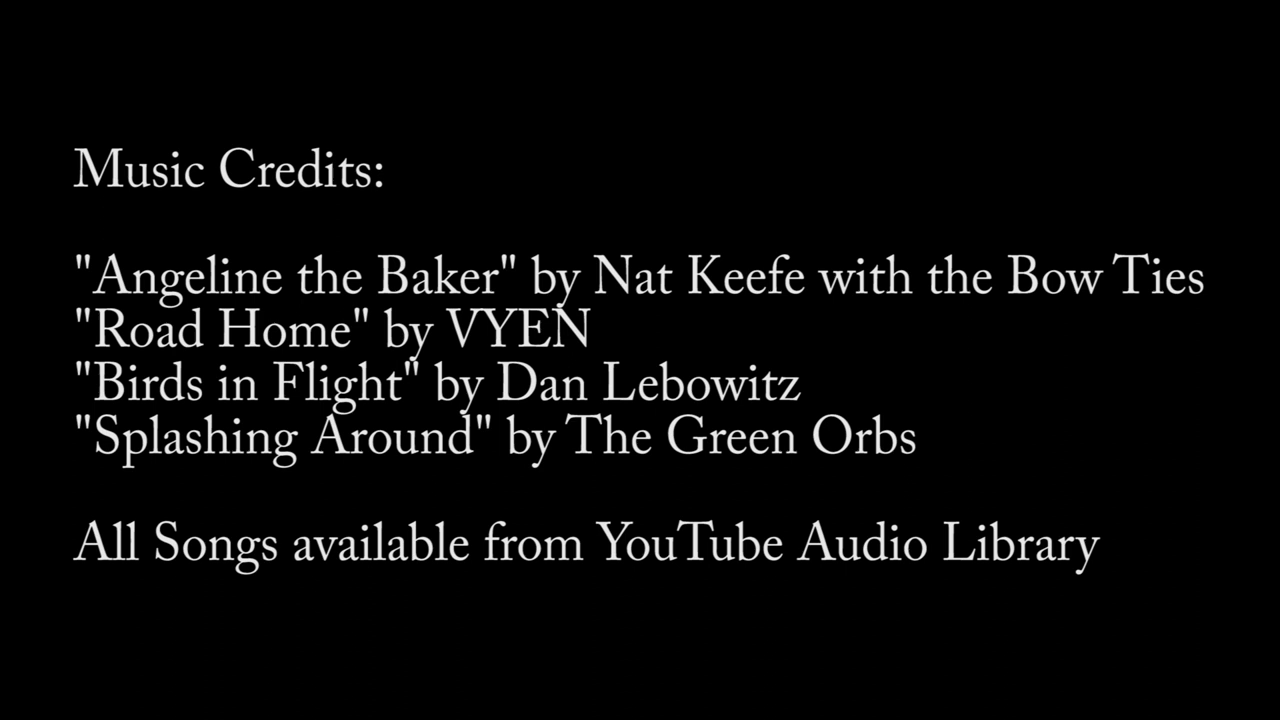 Music Credits:
"Angeline the Baker" by Nat Keefe with the Bow Ties
"Road Home" by VYEN
"Birds in Flight" by Dan Lebowitz
"Splashing Around" by The Green Orbs
All Songs available from YouTube Audio Library